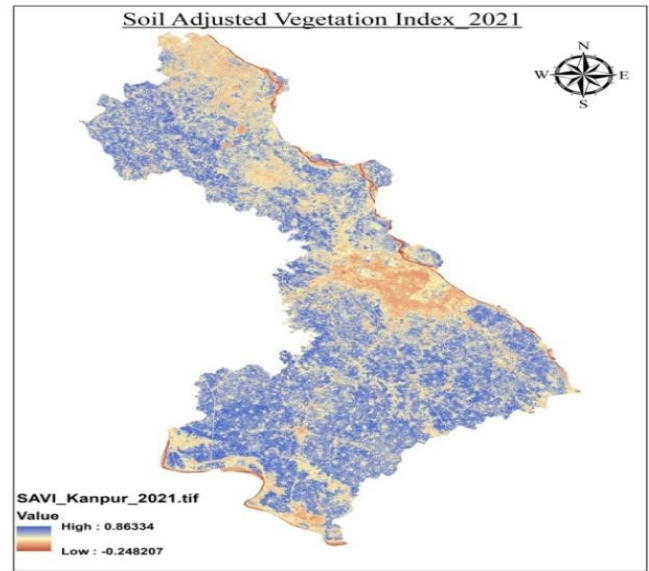 Soil Adjusted Vegetation Index_2021
N
W E
S
SAVI_Kanpur_2021.tif
Value
High : 0.86334
Low : -0.248207